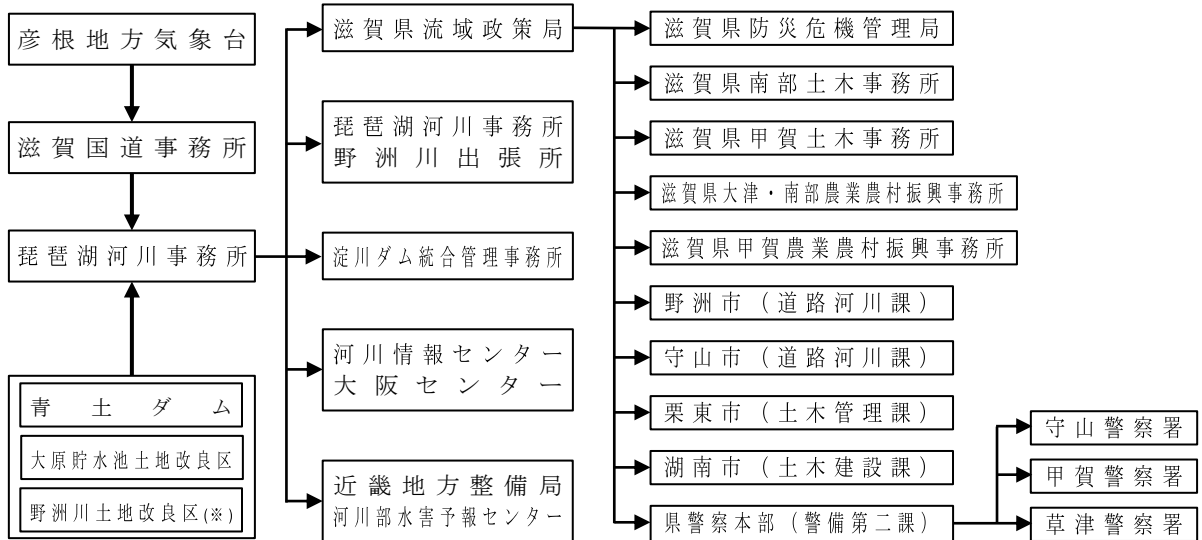 彦根地方気象台
滋賀国道事務所
琵琶湖河川事務所
青土ダム
大原貯水池土地改良区
野洲川土地改良区(※)
滋賀県流域政策局
琵琶湖河川事務所
野洲川出張所
淀川ダム統合管理事務所
河川情報センター
大阪センター
近畿地方整備局
河川部水害予報センター
滋賀県防災危機管理局
滋賀県南部土木事務所
滋賀県甲賀土木事務所
滋賀県大津・南部農業農村振興事務所
滋賀県甲賀農業農村振興事務所
野洲市（道路河川課）
守山市（道路河川課）
栗東市（土木管理課）
湖南市（土木建設課）
県警察本部（警備第二課）
守山警察署
甲賀警察署
草津警察署